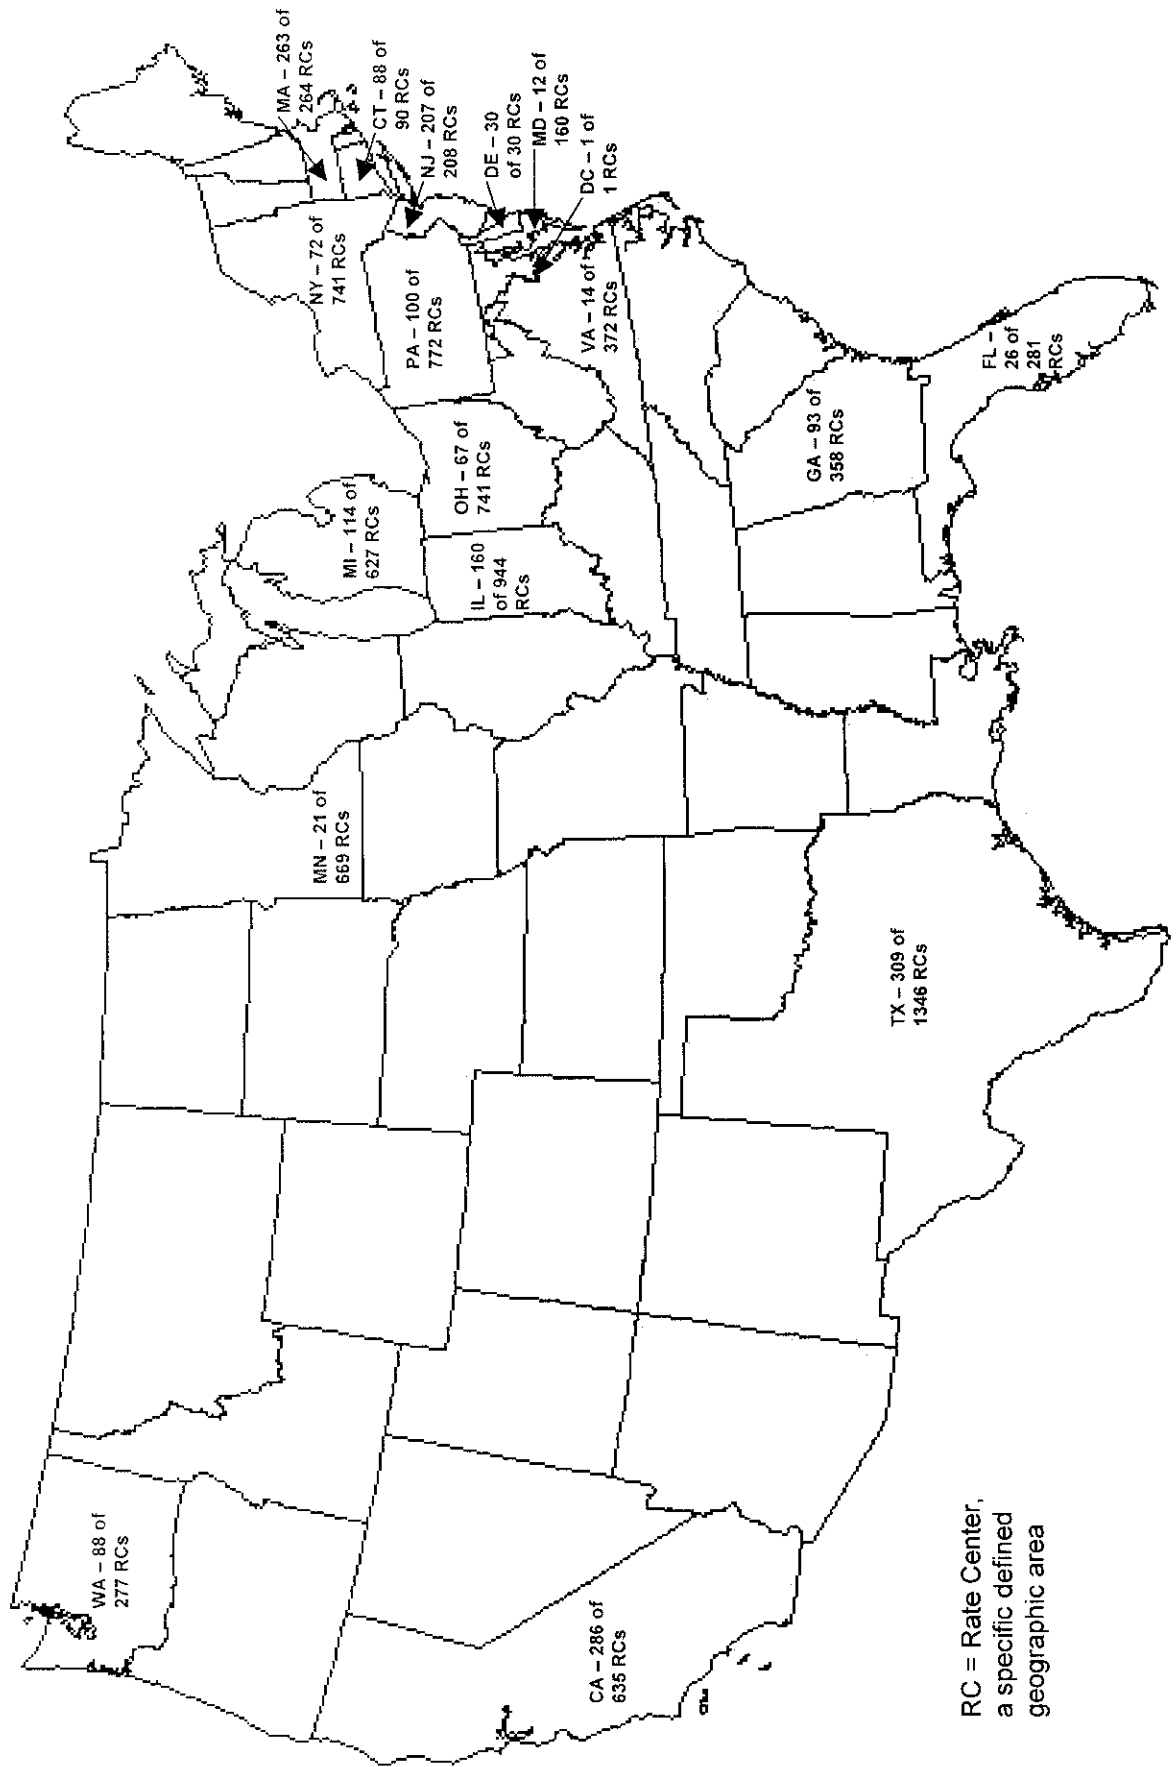 WA – 88 of
277 RCs
CA – 286 of
635 RCs
MN – 21 of
669 RCs
TX – 309 of
1346 RCs
MI – 114 of
627 RCs
IL – 160
of 944
RCs
OH – 67 of
741 RCs
GA – 93 of
358 RCs
FL –
26 of
281
RCs
NY – 72 of
741 RCs
PA – 100 of
772 RCs
VA – 14 of
372 RCs
MA – 263 of
264 RCs
CT – 88 of
90 RCs
NJ – 207 of
208 RCs
DE – 30
of 30 RCs
MD – 12 of
160 RCs
DC – 1 of
1 RCs
RC = Rate Center,
a specific defined
geographic area